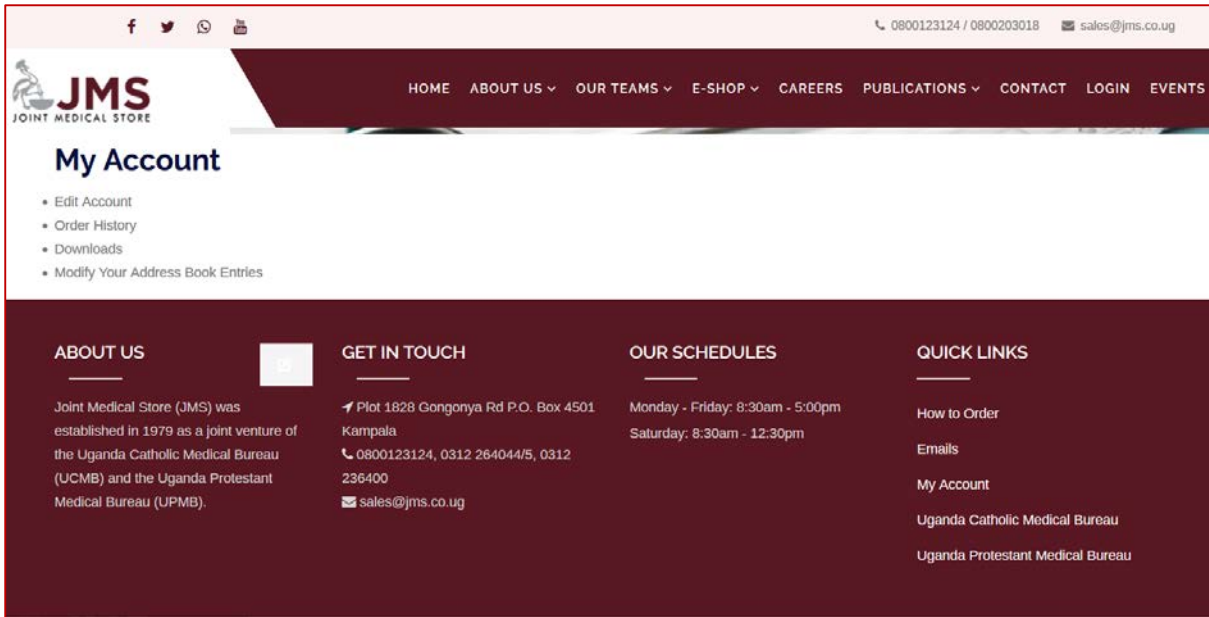 0800123124 / 0800203018 sales@jms.co.ug
JMS
JOINT MEDICAL STORE
HOME ABOUT US OUR TEAMS E-SHOP CAREERS PUBLICATIONS CONTACT LOGIN EVENTS
My Account
• Edit Account
• Order History
• Downloads
• Modify Your Address Book Entries
ABOUT US
Joint Medical Store (JMS) was
established in 1979 as a joint venture of
the Uganda Catholic Medical Bureau
(UCMB) and the Uganda Protestant
Medical Bureau (UPMB).
GET IN TOUCH
Plot 1828 Gongonya Rd P.O. Box 4501
Kampala
0800123124, 0312 264044/5, 0312
236400
sales@jms.co.ug
OUR SCHEDULES
Monday - Friday: 8:30am - 5:00pm
Saturday: 8:30am - 12:30pm
QUICK LINKS
How to Order
Emails
My Account
Uganda Catholic Medical Bureau
Uganda Protestant Medical Bureau